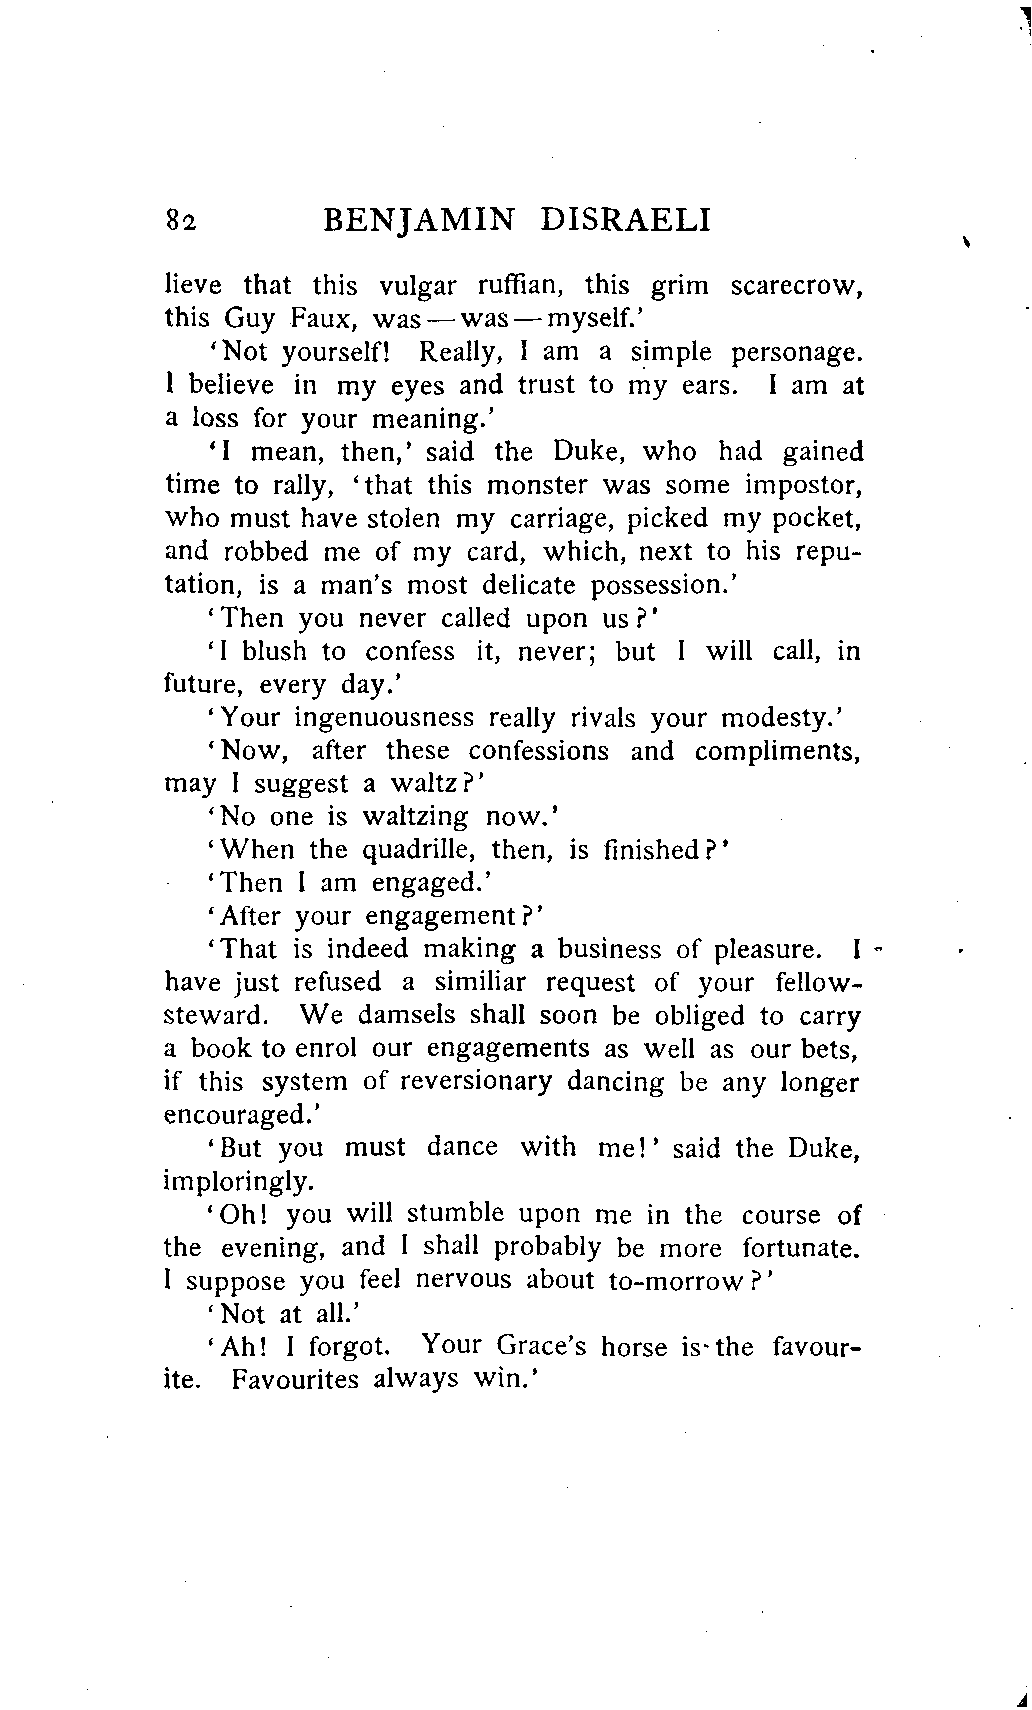 82 BENJAMIN DISRAELI
lieve that this vulgar ruffian, this grim scarecrow,
this Guy Faux, was — was — myself.'
'Not yourself! Really, I am a simple personage.
I believe in my eyes and trust to my ears. I am at
a loss for your meaning.'
'I mean, then,' said the Duke, who had gained
time to rally, 'that this monster was some impostor,
who must have stolen my carriage, picked my pocket,
and robbed me of my card, which, next to his repu-
tation, is a man's most delicate possession.'
'Then you never called upon us?'
'I blush to confess it, never; but I will call, in
future, every day.'
'Your ingenuousness really rivals your modesty.'
'Now, after these confessions and compliments,
may I suggest a waltz?'
'No one is waltzing now.'
'When the quadrille, then, is finished?'
'Then I am engaged.'
'After your engagement?'
'That is indeed making a business of pleasure. I
have just refused a similiar request of your fellow-
steward. We damsels shall soon be obliged to carry
a book to enrol our engagements as well as our bets,
if this system of reversionary dancing be any longer
encouraged.'
'But you must dance with me!' said the Duke,
imploringly.
'Oh! you will stumble upon me in the course of
the evening, and I shall probably be more fortunate.
I suppose you feel nervous about to-morrow?'
'Not at all.'
'Ah! I forgot. Your Grace's horse is the favour-
ite. Favourites always win.'